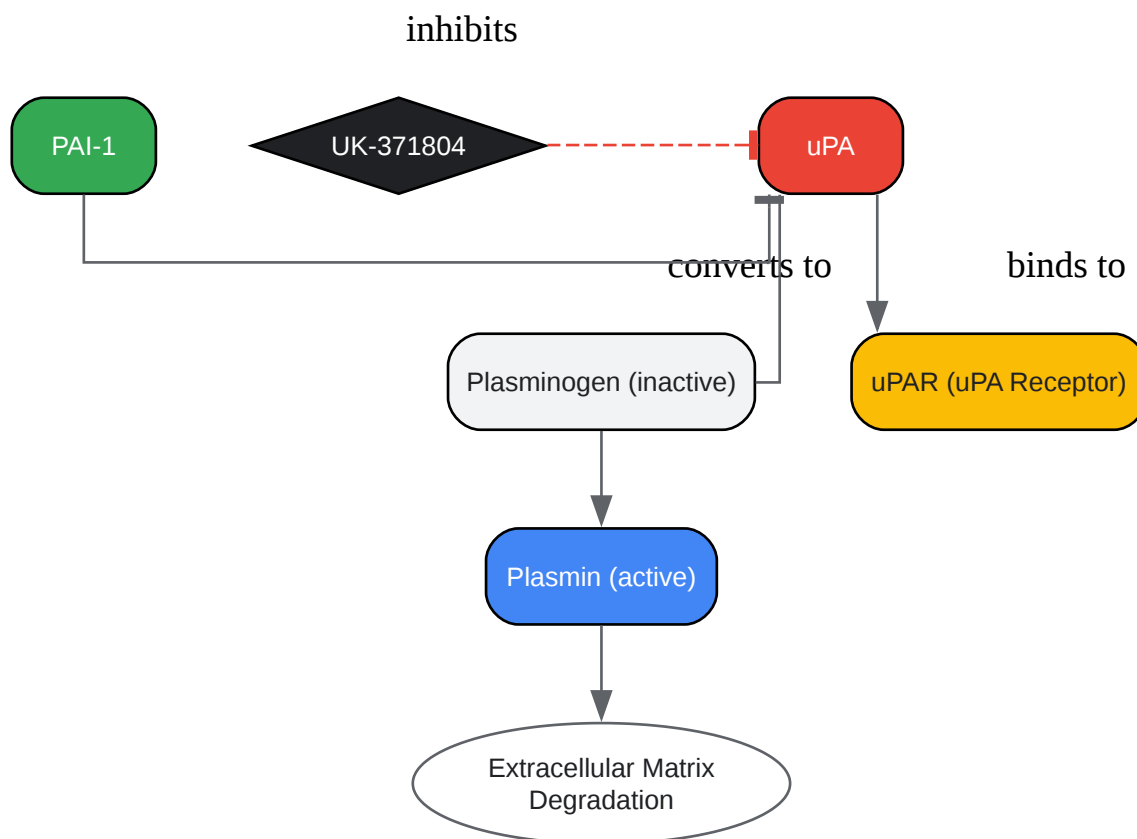 inhibits
PAI-1
UK-371804
uPA
converts to
binds to
Plasminogen (inactive)
uPAR (uPA Receptor)
Plasmin (active)
Extracellular Matrix
Degradation